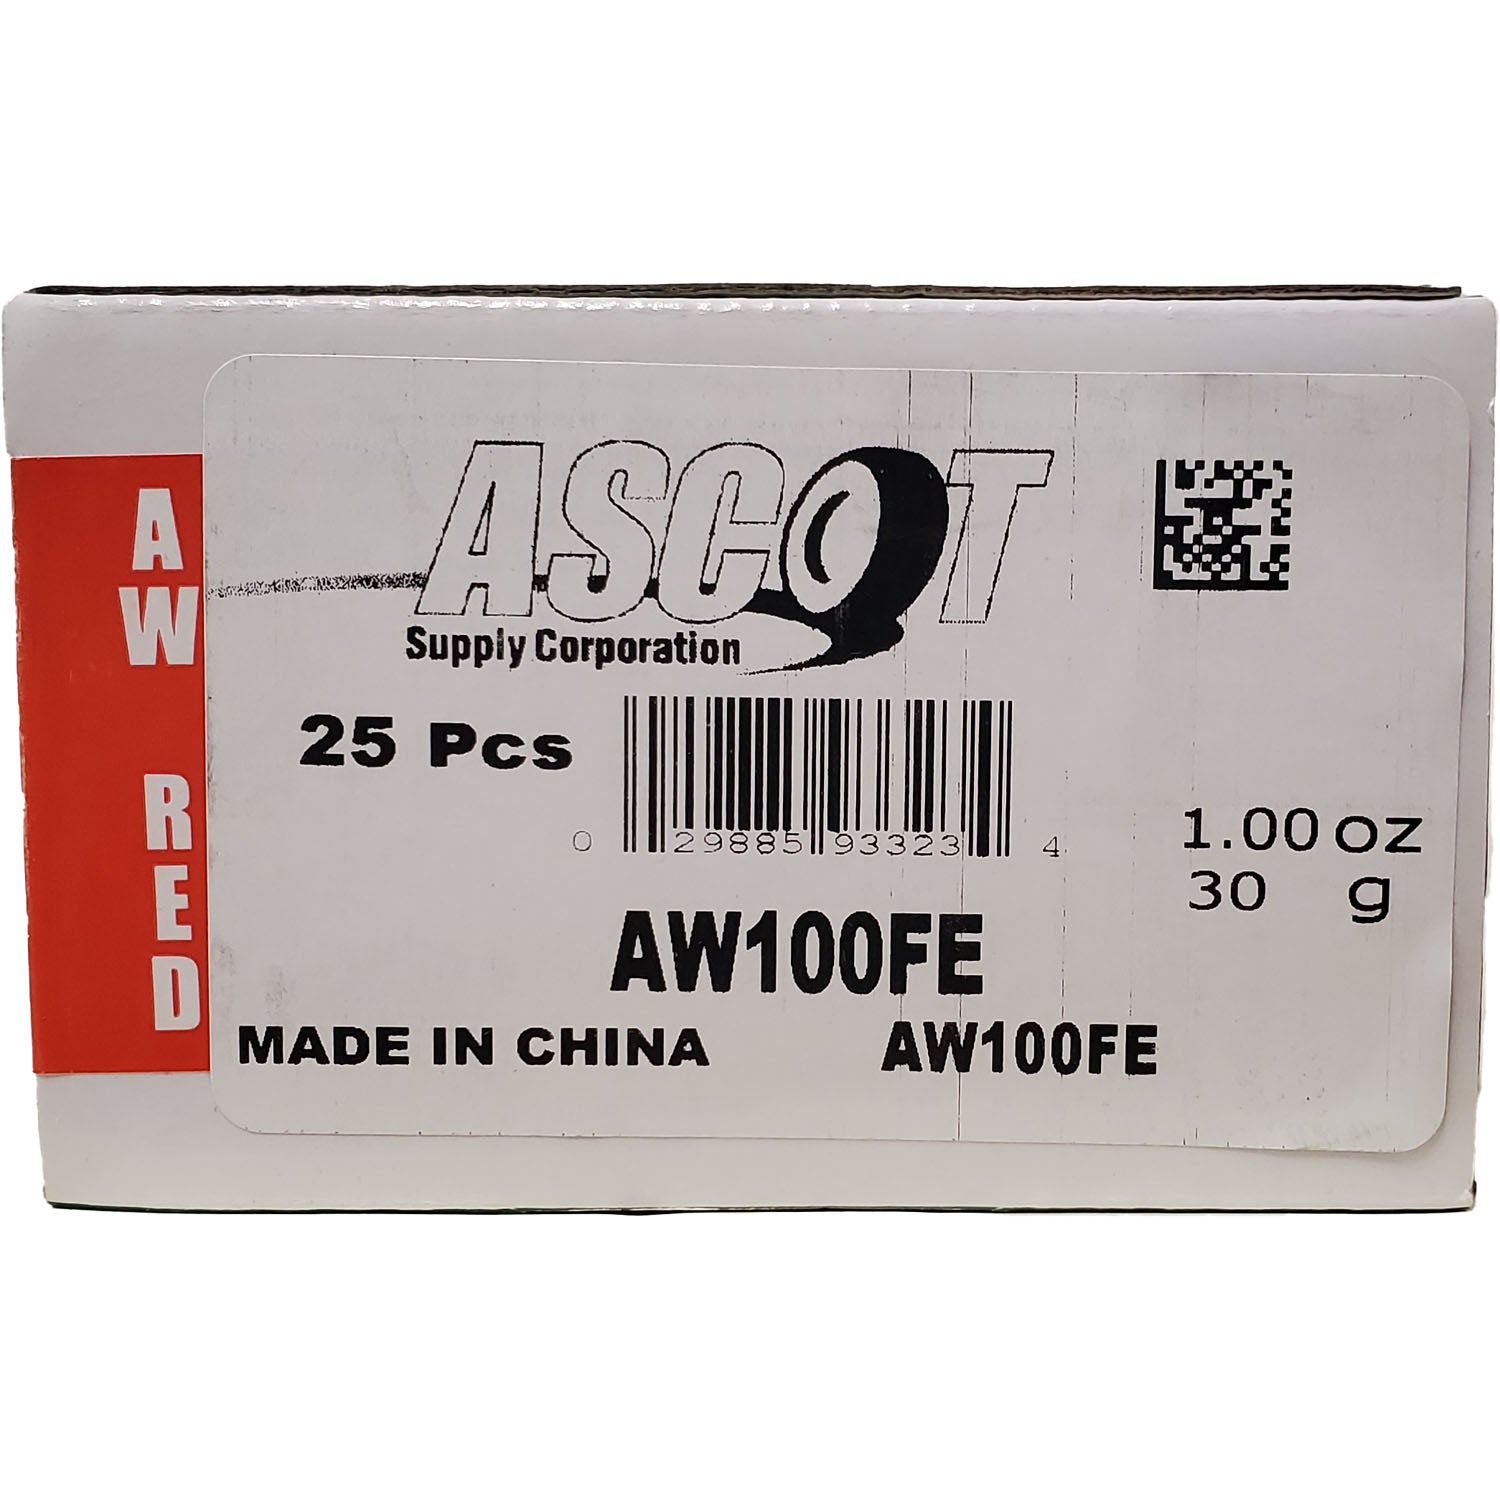 AW
RED
ASCOT
Supply Corporation
25 Pcs
0 29885 93323 4
1.00 oz
30 g
AW100FE
MADE IN CHINA
AW100FE